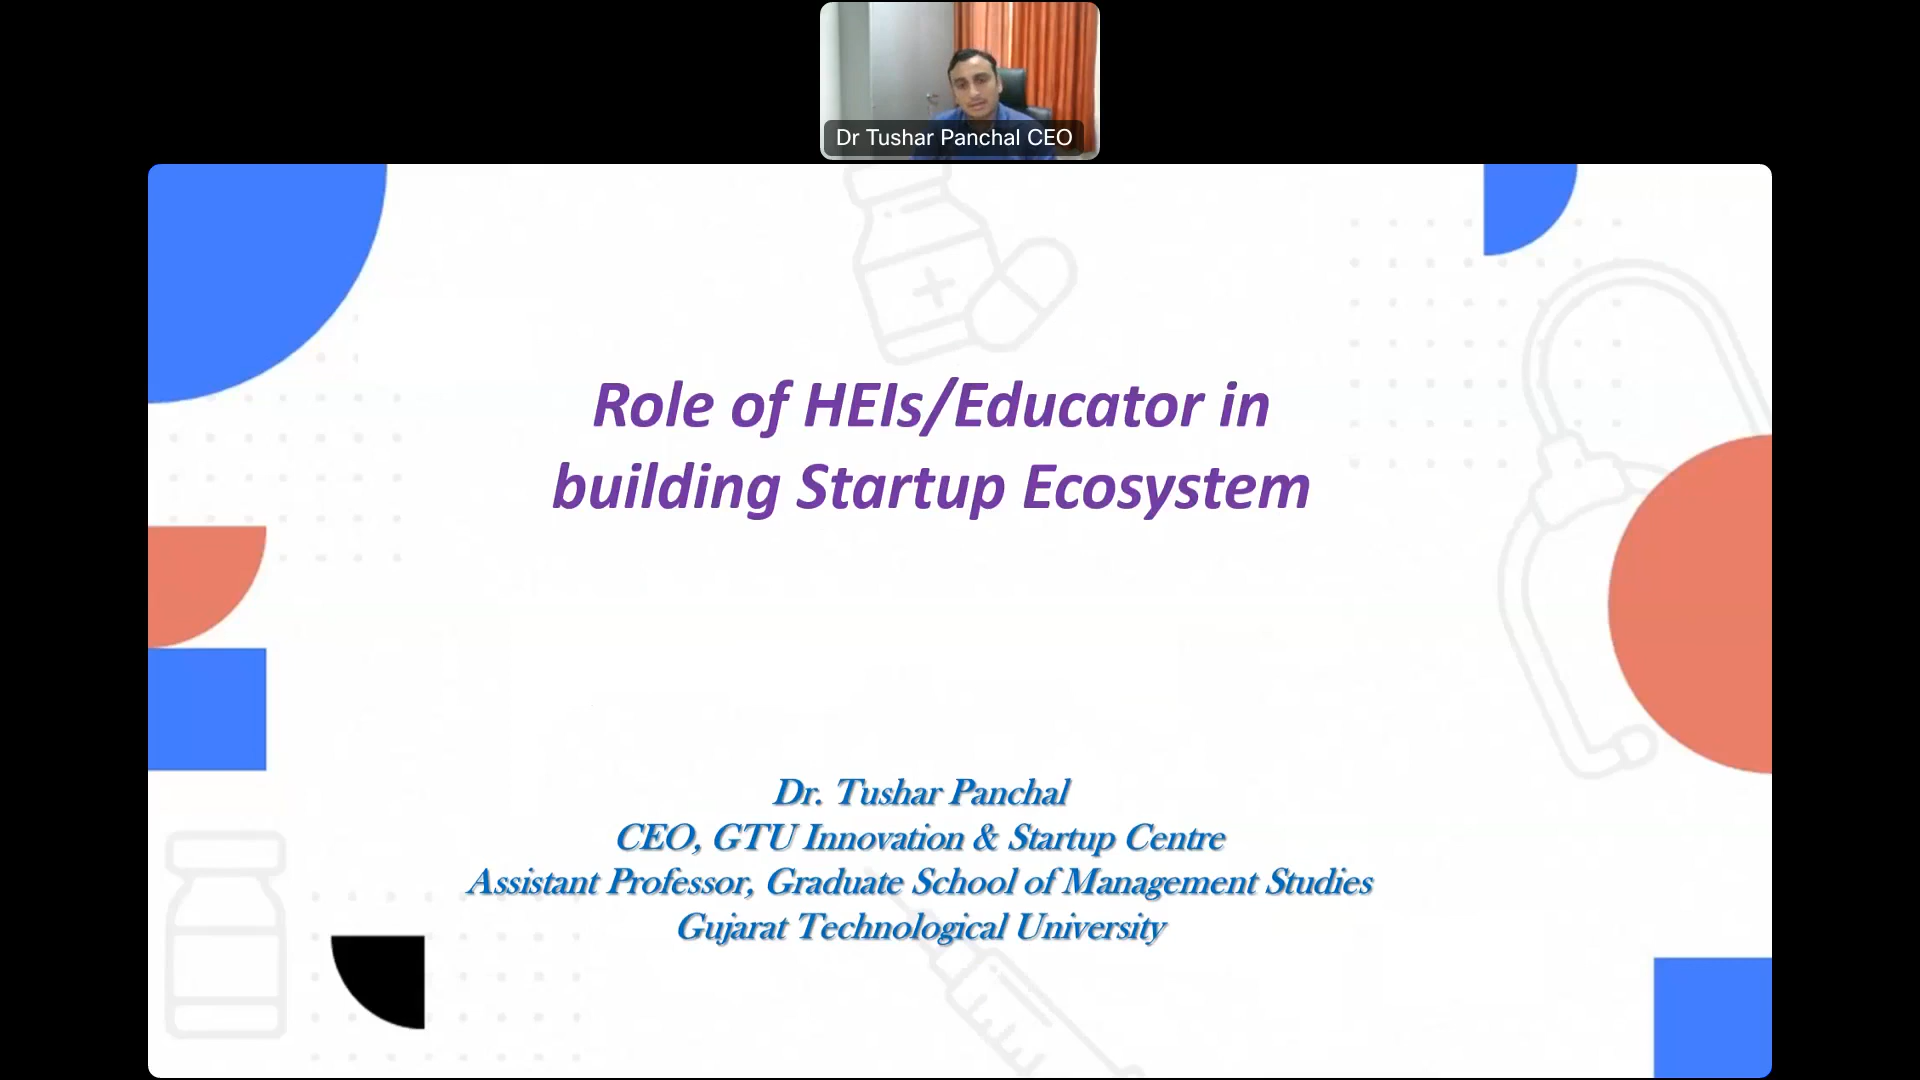 Dr Tushar Panchal CEO
Role of HEIs/Educator in
building Startup Ecosystem
Dr. Tushar Panchal
CEO, GTU Innovation & Startup Centre
Assistant Professor, Graduate School of Management Studies
Gujarat Technological University